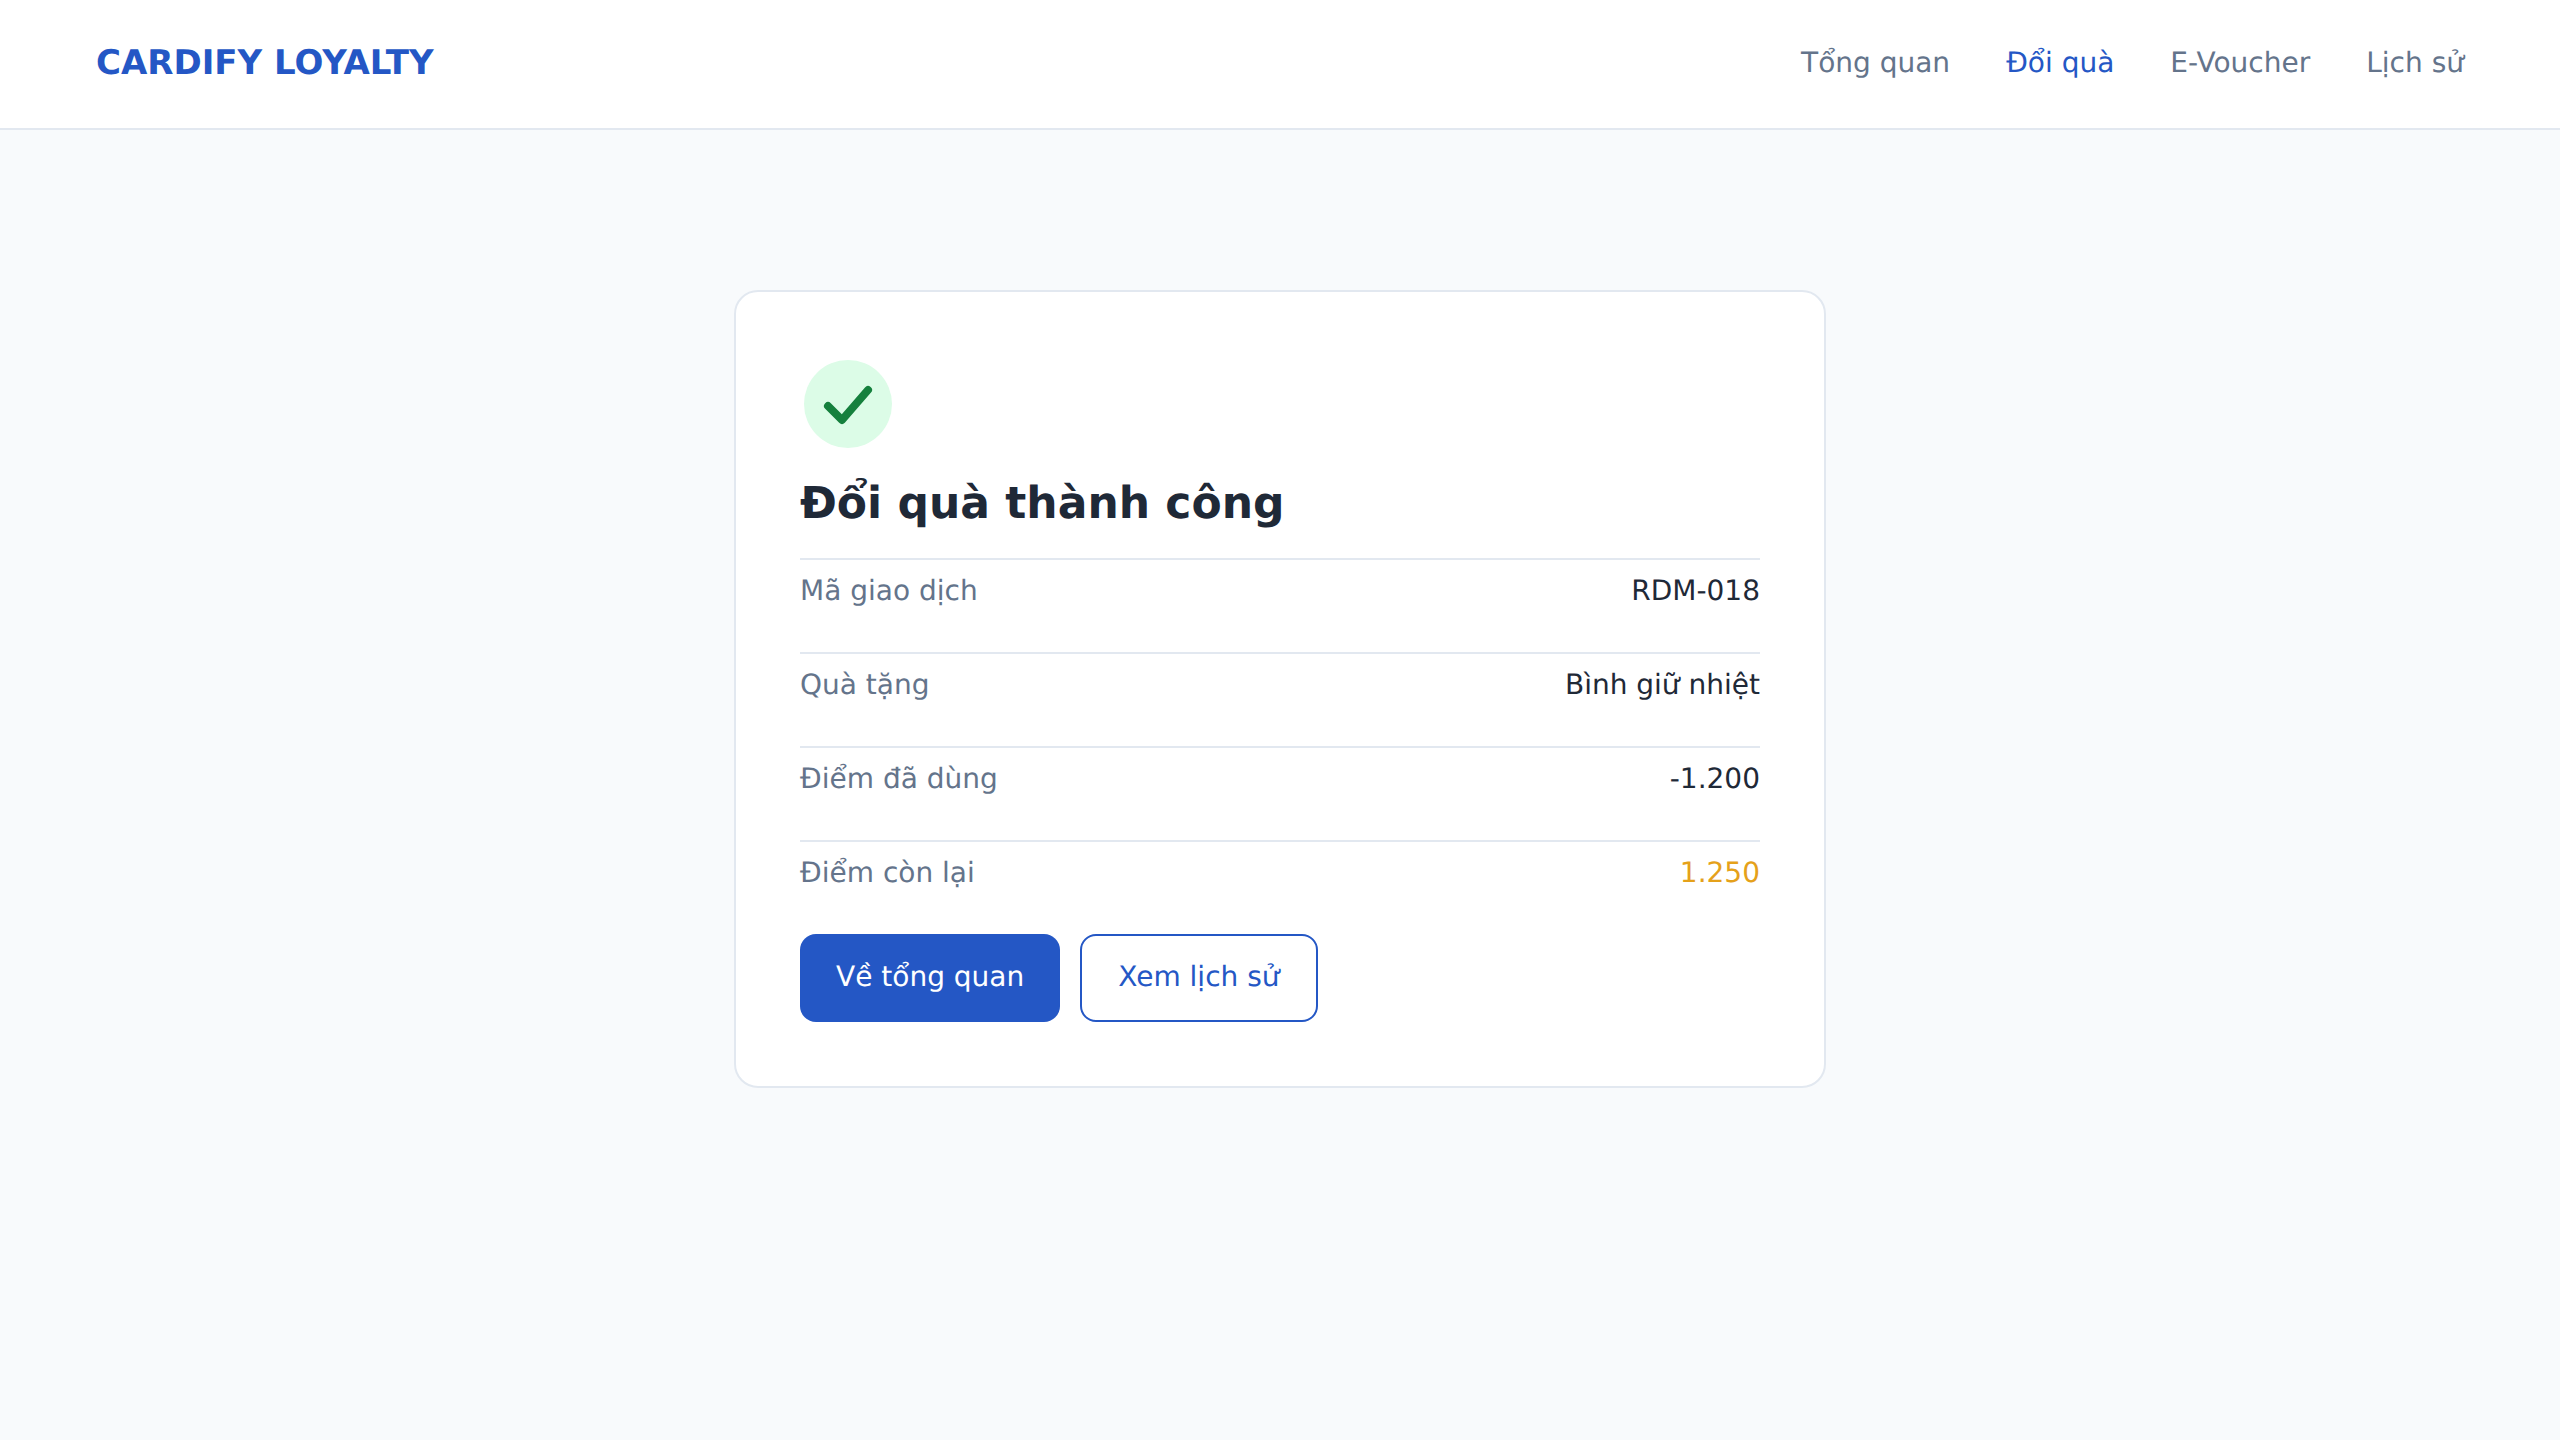 CARDIFY LOYALTY
Tổng quan Đổi quà E-Voucher Lịch sử
Đổi quà thành công
Mã giao dịch RDM-018
Quà tặng Bình giữ nhiệt
Điểm đã dùng -1.200
Điểm còn lại 1.250
Về tổng quan Xem lịch sử